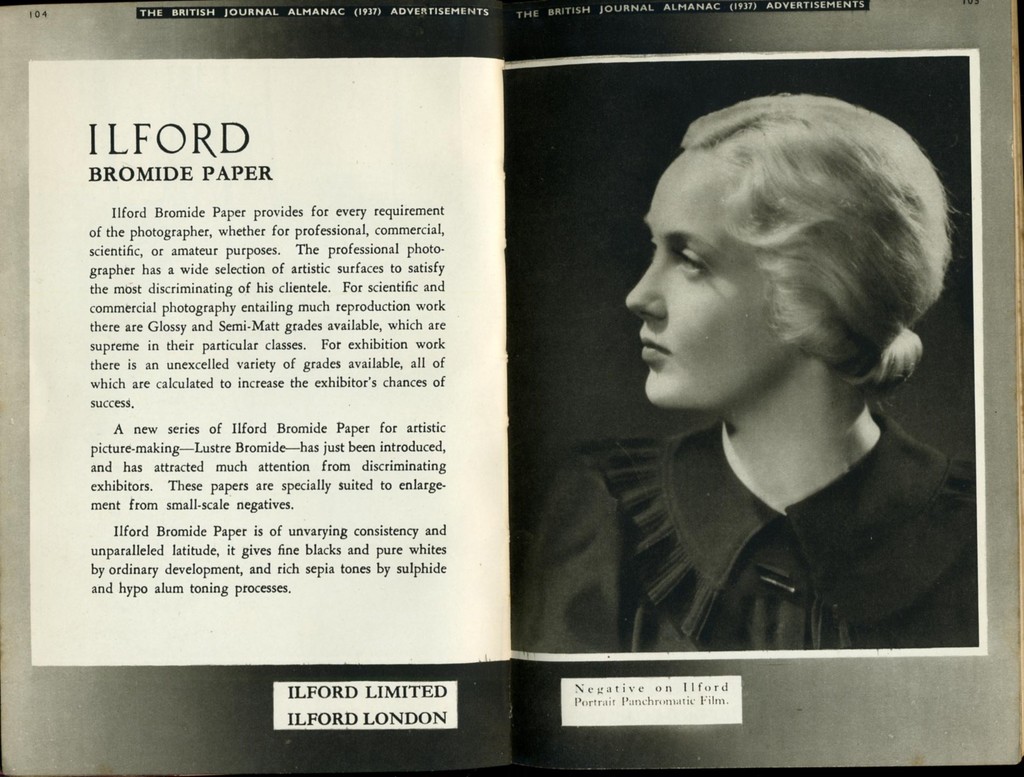 104
THE BRITISH JOURNAL ALMANAC (1937) ADVERTISEMENTS
ILFORD
BROMIDE PAPER
Ilford Bromide Paper provides for every requirement
of the photographer, whether for professional, commercial,
scientific, or amateur purposes. The professional photo-
grapher has a wide selection of artistic surfaces to satisfy
the most discriminating of his clientele. For scientific and
commercial photography entailing much reproduction work
there are Glossy and Semi-Matt grades available, which are
supreme in their particular classes. For exhibition work
there is an unexcelled variety of grades available, all of
which are calculated to increase the exhibitor's chances of
success.
A new series of Ilford Bromide Paper for artistic
picture-making—Lustre Bromide—has just been introduced,
and has attracted much attention from discriminating
exhibitors. These papers are specially suited to enlarge-
ment from small-scale negatives.
Ilford Bromide Paper is of unvarying consistency and
unparalleled latitude, it gives fine blacks and pure whites
by ordinary development, and rich sepia tones by sulphide
and hypo alum toning processes.
ILFORD LIMITED
ILFORD LONDON
THE BRITISH JOURNAL ALMANAC (1937) ADVERTISEMENTS
105
Negative on Ilford
Portrait Panchromatic Film.